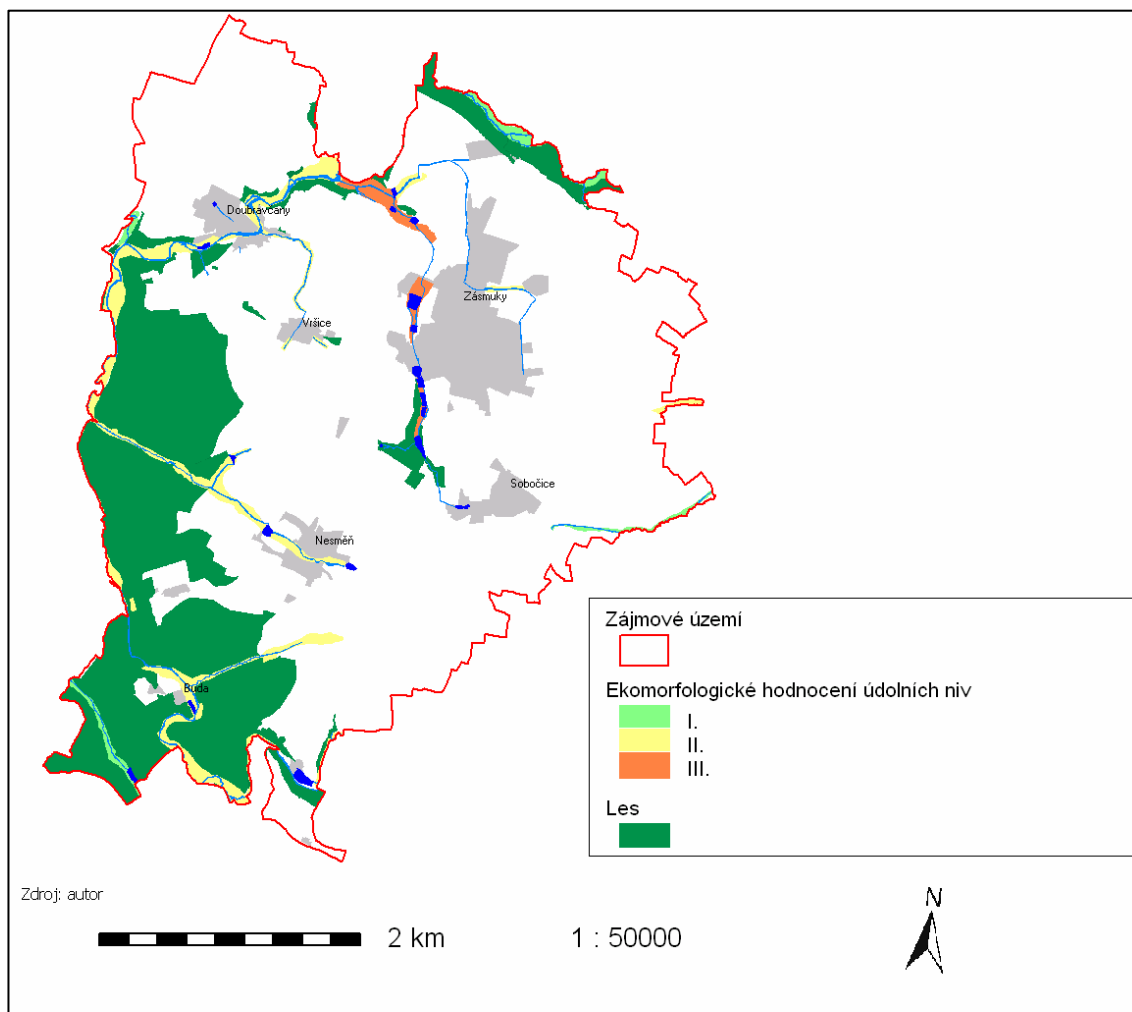 Doubravčany
Zásmuky
Vršice
Sobočice
Nesměň
Buda
Zájmové území
Ekomorfologické hodnocení údolních niv
I.
II.
III.
Les
Zdroj: autor
2 km
1 : 50000
N